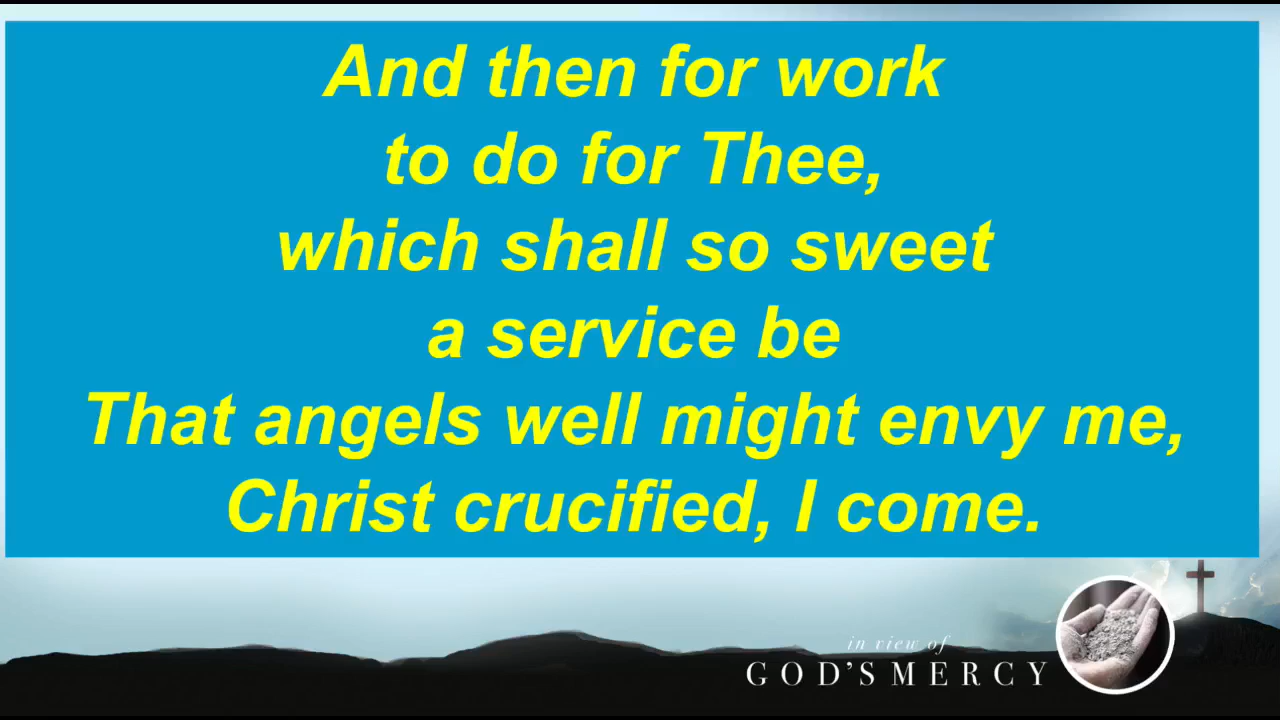 And then for work
to do for Thee,
which shall so sweet
a service be
That angels well might envy me,
Christ crucified, I come.
in view of
GOD'S MERCY